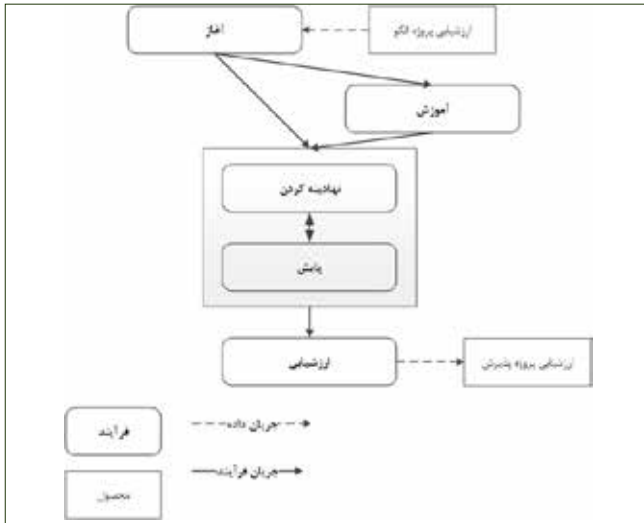 ارزشیابی پروژه الگو
آغاز
آموزش
نهادینه کردن
پایش
ارزشیابی
ارزشیابی پروژه پذیرش
فرآیند
جریان داده
جریان فرآیند
محصول